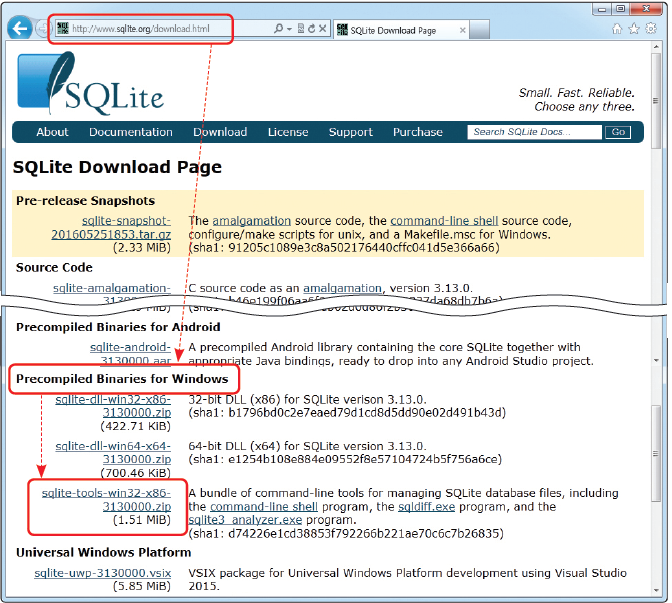 http://www.sqlite.org/download.html
SQLite Download Page
SQLite
Small. Fast. Reliable.
Choose any three.
About Documentation Download License Support Purchase Search SQLite Docs... Go
SQLite Download Page
Pre-release Snapshots
sqlite-snapshot- The amalgamation source code, the command-line shell source code,
201605251853.tar.gz configure/make scripts for unix, and a Makefile.msc for Windows.
(2.33 MiB) (sha1: 91205c1089e3c8a502176440cffc041d5e366a66)
Source Code
sqlite-amalgamation- C source code as an amalgamation, version 3.13.0.
Precompiled Binaries for Android
sqlite-android- A precompiled Android library containing the core SQLite together with
3130000.aar appropriate Java bindings, ready to drop into any Android Studio project.
Precompiled Binaries for Windows
sqlite-dll-win32-x86- 32-bit DLL (x86) for SQLite verison 3.13.0.
3130000.zip (sha1: b1796bd0c2e7eaed79d1cd8d5dd90e02d491b43d)
(422.71 KiB)
sqlite-dll-win64-x64- 64-bit DLL (x64) for SQLite version 3.13.0.
3130000.zip (sha1: e1254b108e884e09552f8e57104724b5f756a6ce)
(700.46 KiB)
sqlite-tools-win32-x86- A bundle of command-line tools for managing SQLite database files, including
3130000.zip the command-line shell program, the sqldiff.exe program, and the
(1.51 MiB) sqlite3_analyzer.exe program.
(sha1: d74226e1cd38853f792266b221ae70c6c7b26835)
Universal Windows Platform
sqlite-uwp-3130000.vsix VSIX package for Universal Windows Platform development using Visual Studio
(5.85 MiB) 2015.